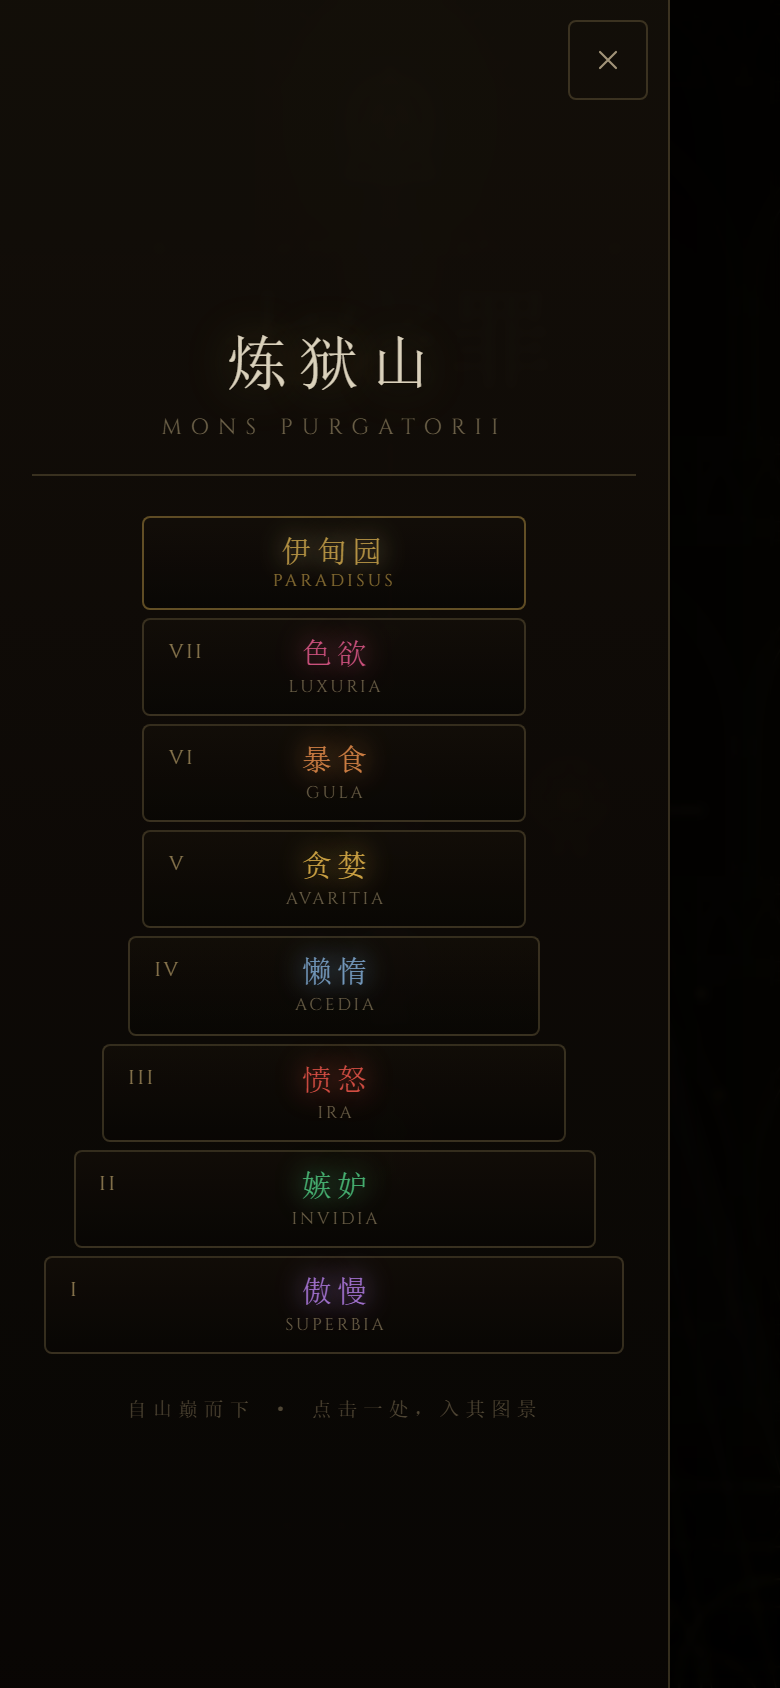 炼狱山
MONS PURGATORII
伊甸园
PARADISUS
VII
色欲
LUXURIA
VI
暴食
GULA
V
贪婪
AVARITIA
IV
懒惰
ACEDIA
III
愤怒
IRA
II
嫉妒
INVIDIA
I
傲慢
SUPERBIA
自山巅而下 • 点击一处，入其图景